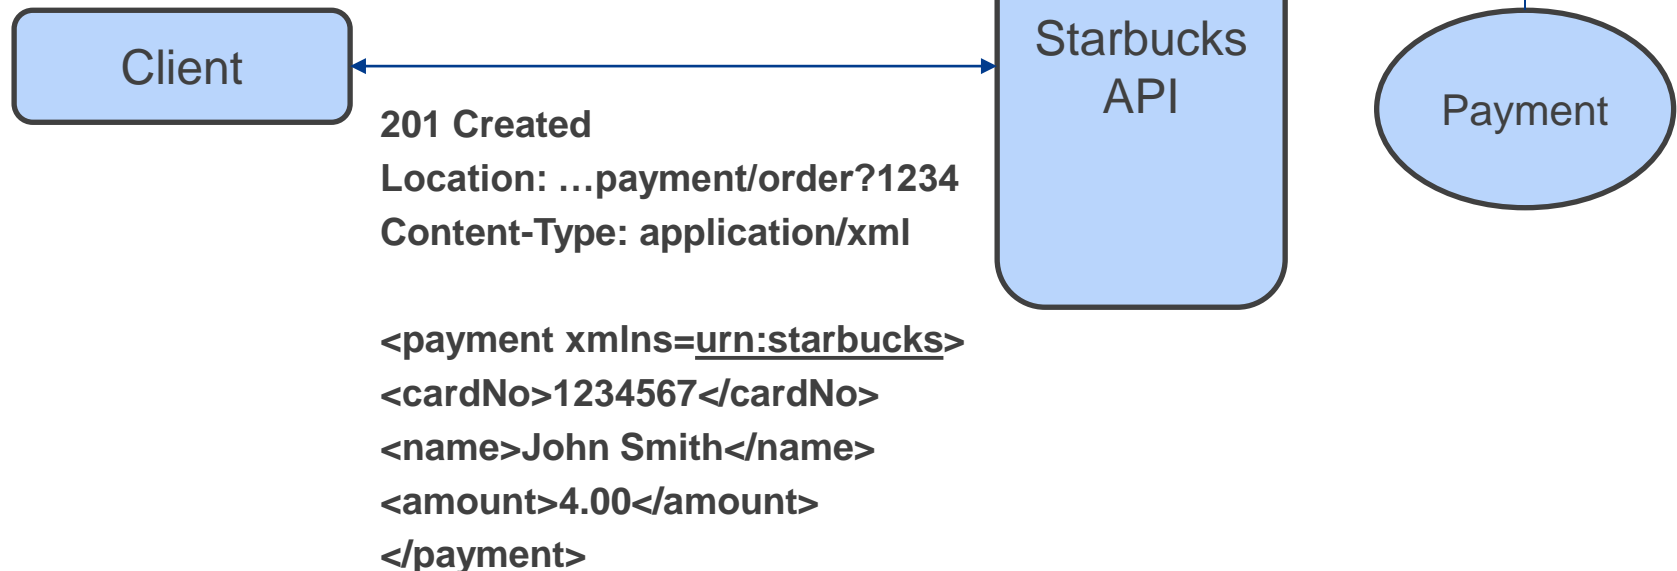 Client
Starbucks
API
Payment
201 Created
Location: …payment/order?1234
Content-Type: application/xml
<payment xmlns=urn:starbucks>
<cardNo>1234567</cardNo>
<name>John Smith</name>
<amount>4.00</amount>
</payment>